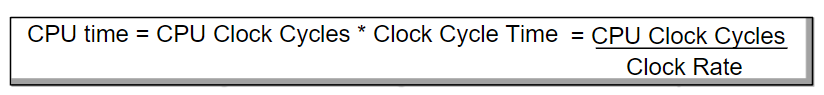 CPU time = CPU Clock Cycles * Clock Cycle Time = CPU Clock Cycles
Clock Rate